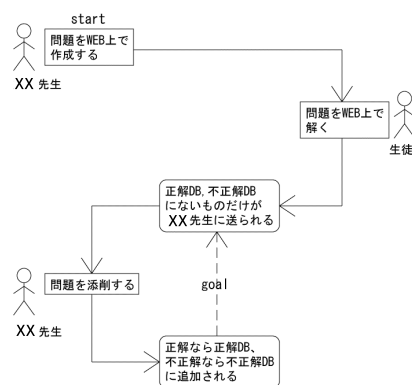 start
問題をWEB上で
作成する
XX 先生
問題をWEB上で
解く
生徒
正解DB,不正解DB
にないものだけが
XX 先生に送られる
goal
問題を添削する
XX 先生
正解なら正解DB、
不正解なら不正解DB
に追加される